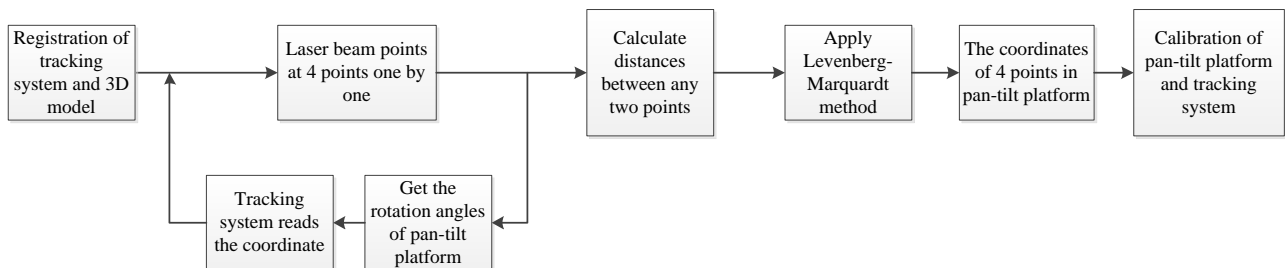 Registration of
tracking
system and 3D
model
Laser beam points
at 4 points one by
one
Calculate
distances
between any
two points
Apply
Levenberg-
Marquardt
method
The coordinates
of 4 points in
pan-tilt platform
Calibration of
pan-tilt platform
and tracking
system
Tracking
system reads
the coordinate
Get the
rotation angles
of pan-tilt
platform